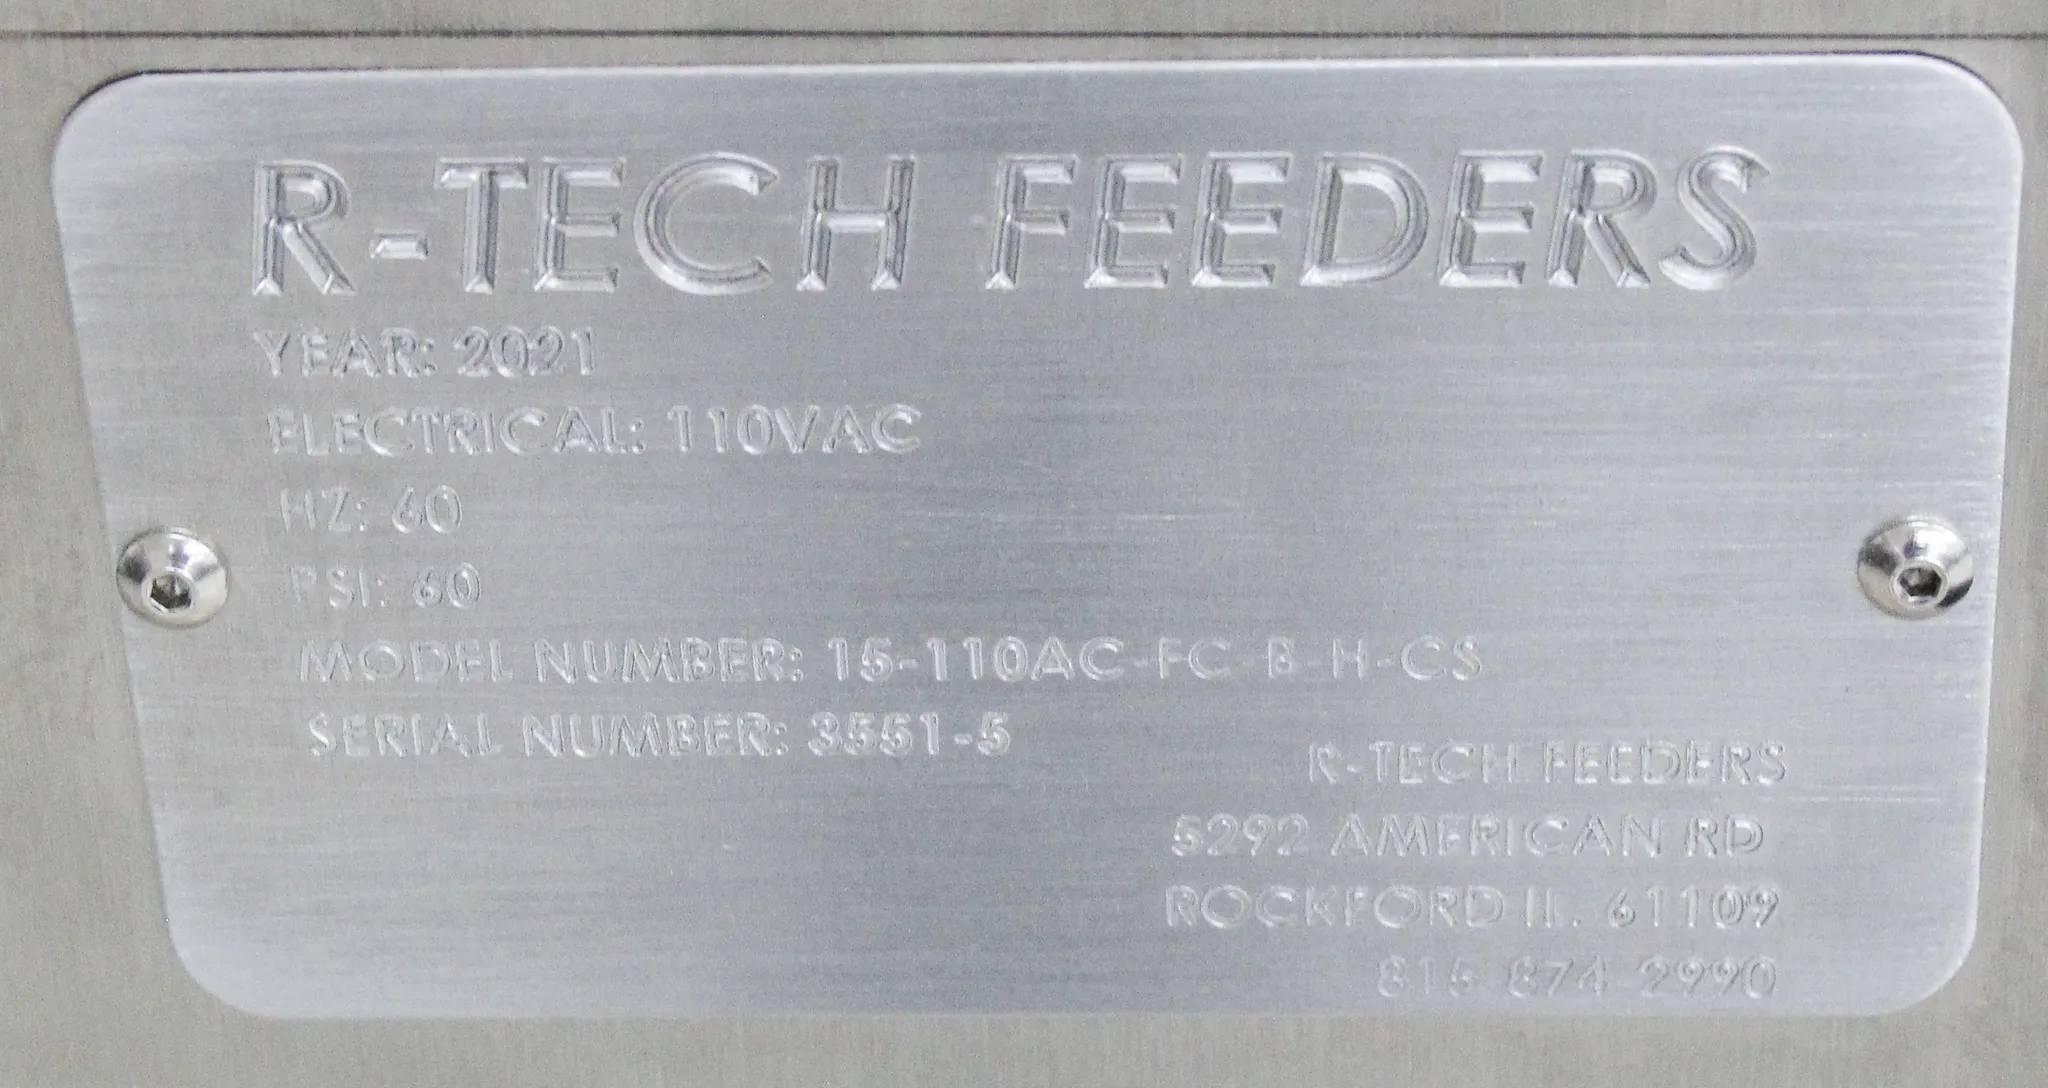 R-TECH FEEDERS
YEAR: 2021
ELECTRICAL: 110VAC
HZ: 60
PSI: 60
MODEL NUMBER: 15-110AC-FC-B-H-CS
SERIAL NUMBER: 3551-5
R-TECH FEEDERS
5292 AMERICAN RD
ROCKFORD IL. 61109
815-874-2990